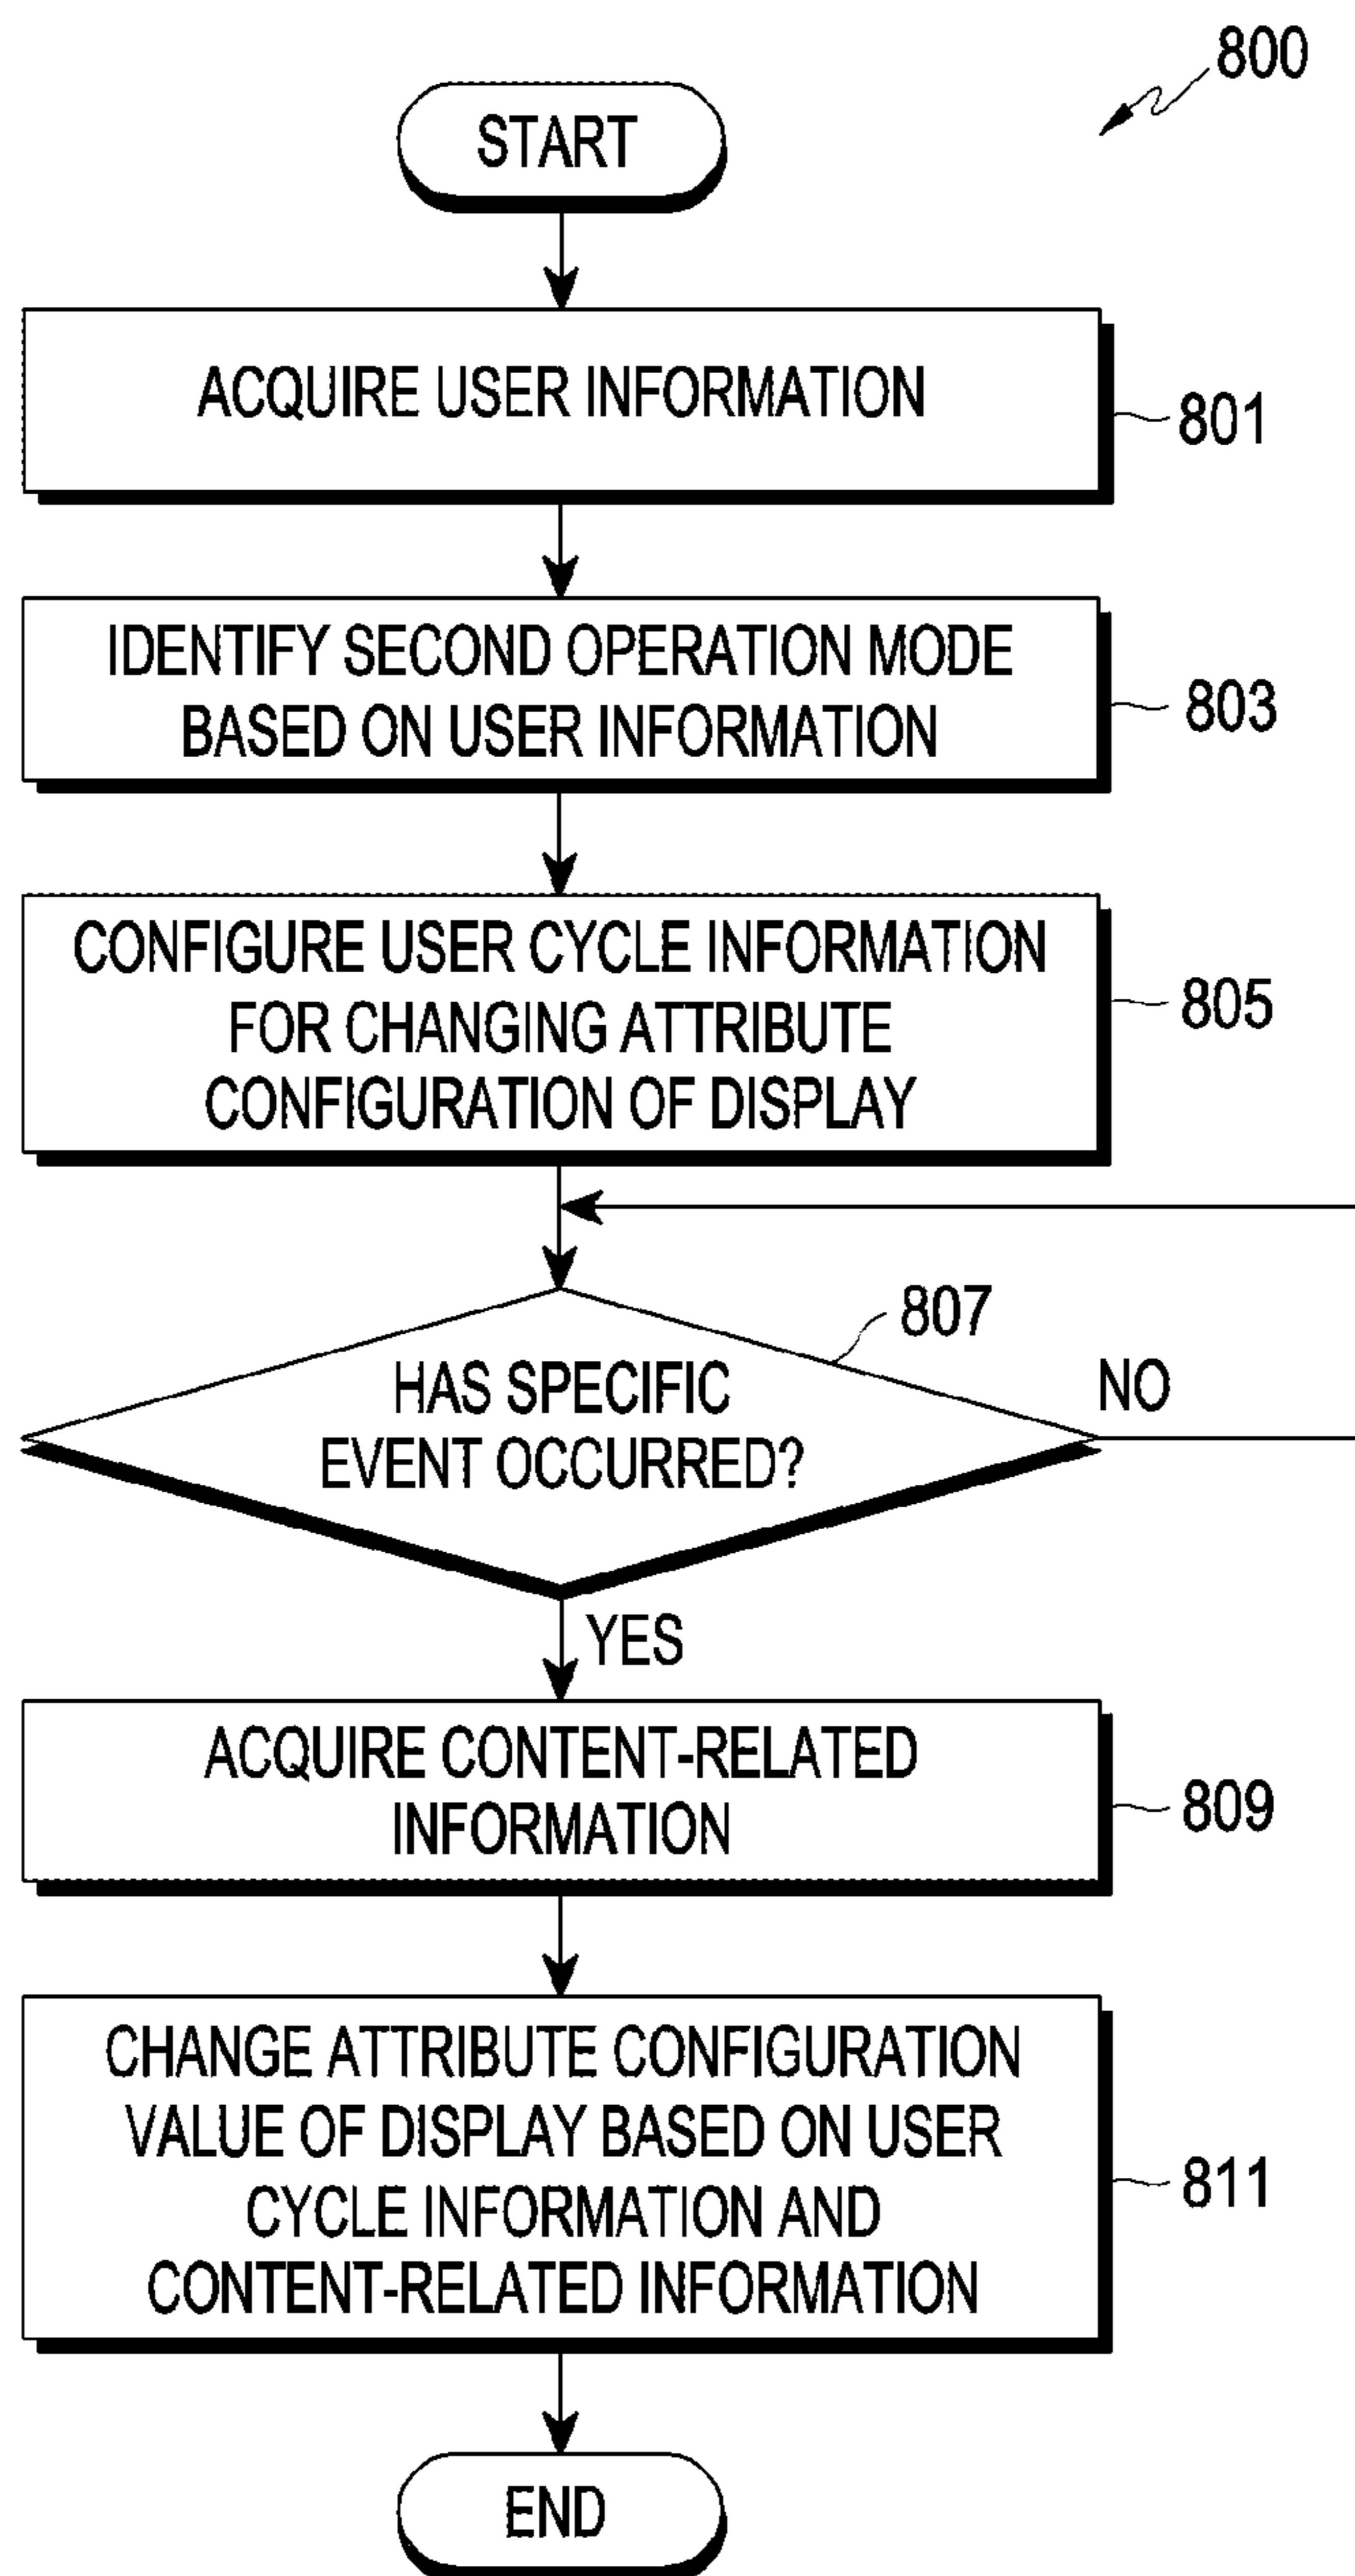 800
START
ACQUIRE USER INFORMATION
801
IDENTIFY SECOND OPERATION MODE
BASED ON USER INFORMATION
803
CONFIGURE USER CYCLE INFORMATION
FOR CHANGING ATTRIBUTE
CONFIGURATION OF DISPLAY
805
807
HAS SPECIFIC
EVENT OCCURRED?
NO
YES
ACQUIRE CONTENT-RELATED
INFORMATION
809
CHANGE ATTRIBUTE CONFIGURATION
VALUE OF DISPLAY BASED ON USER
CYCLE INFORMATION AND
CONTENT-RELATED INFORMATION
811
END